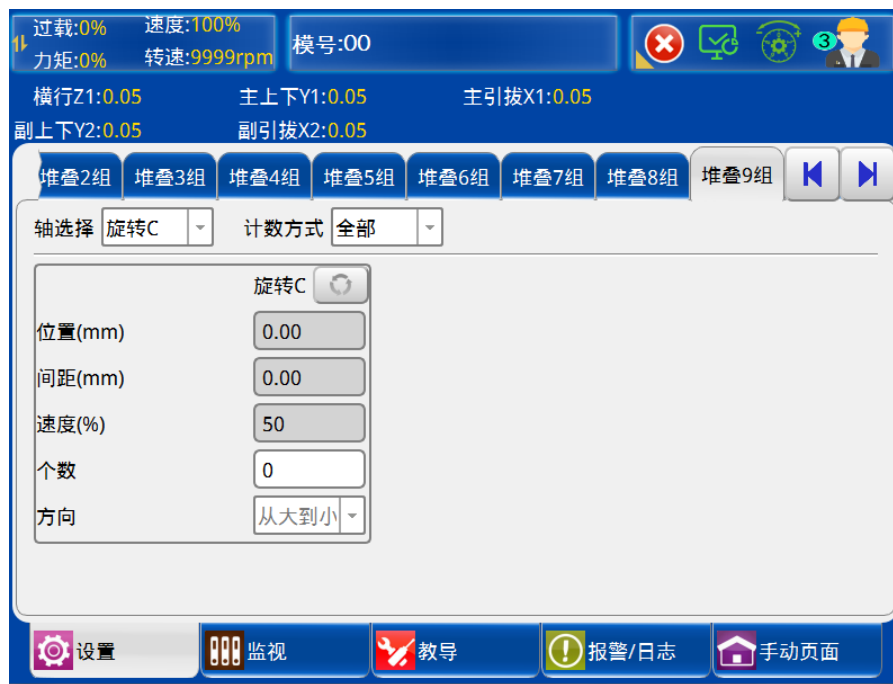 过载:0% 速度:100% 模号:00
力矩:0% 转速:9999rpm
3
横行Z1:0.05 主上下Y1:0.05 主引拔X1:0.05
副上下Y2:0.05 副引拔X2:0.05
堆叠2组 堆叠3组 堆叠4组 堆叠5组 堆叠6组 堆叠7组 堆叠8组 堆叠9组
轴选择 旋转C 计数方式 全部
旋转C
位置(mm) 0.00
间距(mm) 0.00
速度(%) 50
个数 0
方向 从大到小
设置 监视 教导 报警/日志 手动页面